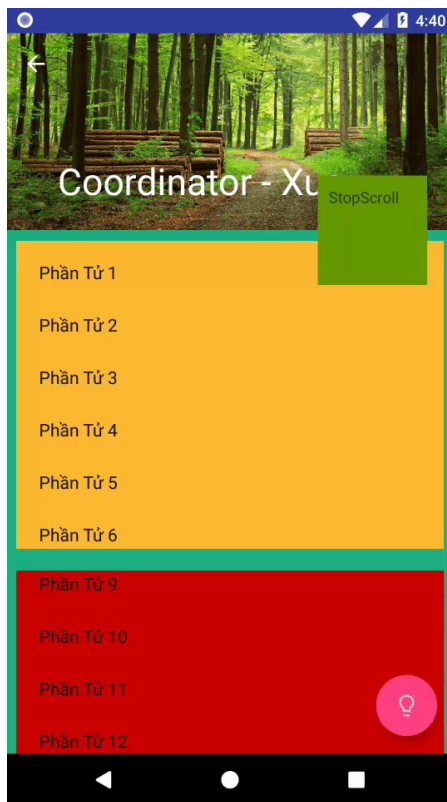 4:40
Coordinator - Xu
StopScroll
Phần Tử 1
Phần Tử 2
Phần Tử 3
Phần Tử 4
Phần Tử 5
Phần Tử 6
Phần Tử 9
Phần Tử 10
Phần Tử 11
Phần Tử 12